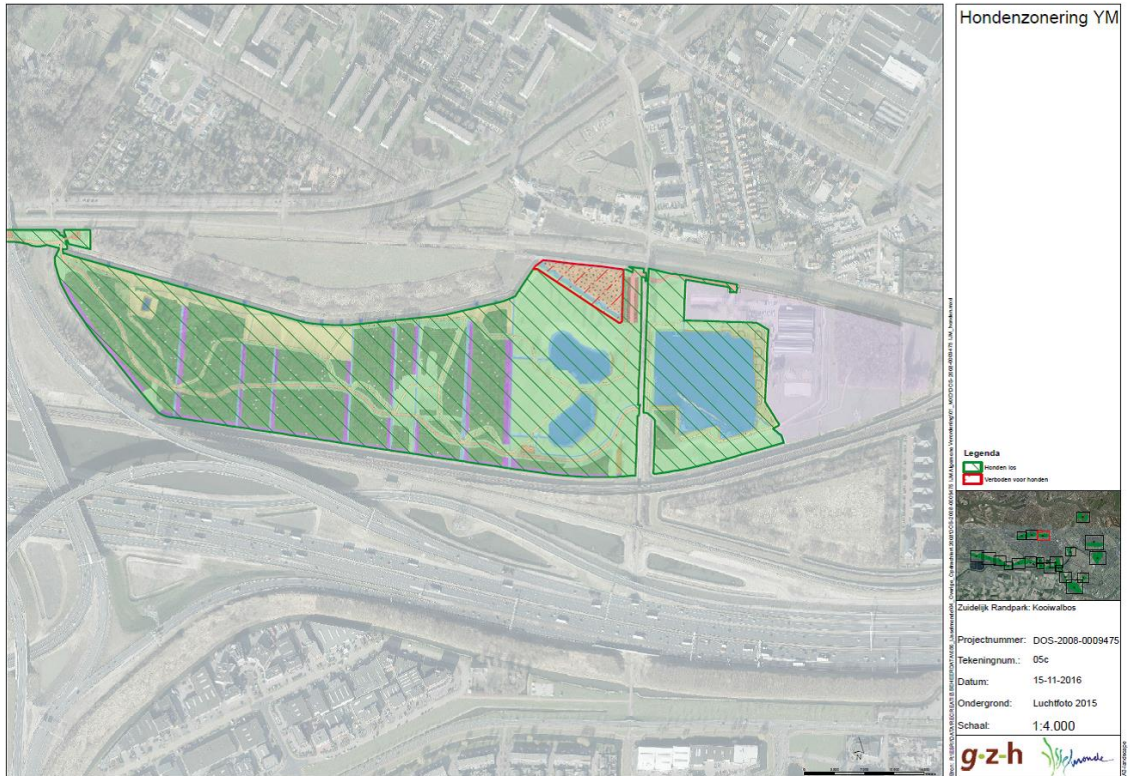 Hondenzonering YM
Legenda
Honden los
Verboden voor honden
Zuidelijk Randpark: Kooiwalbos
Projectnummer: DOS-2008-0009475
Tekeningnum.: 05c
Datum: 15-11-2016
Ondergrond: Luchtfoto 2015
Schaal: 1:4.000
g·z-h